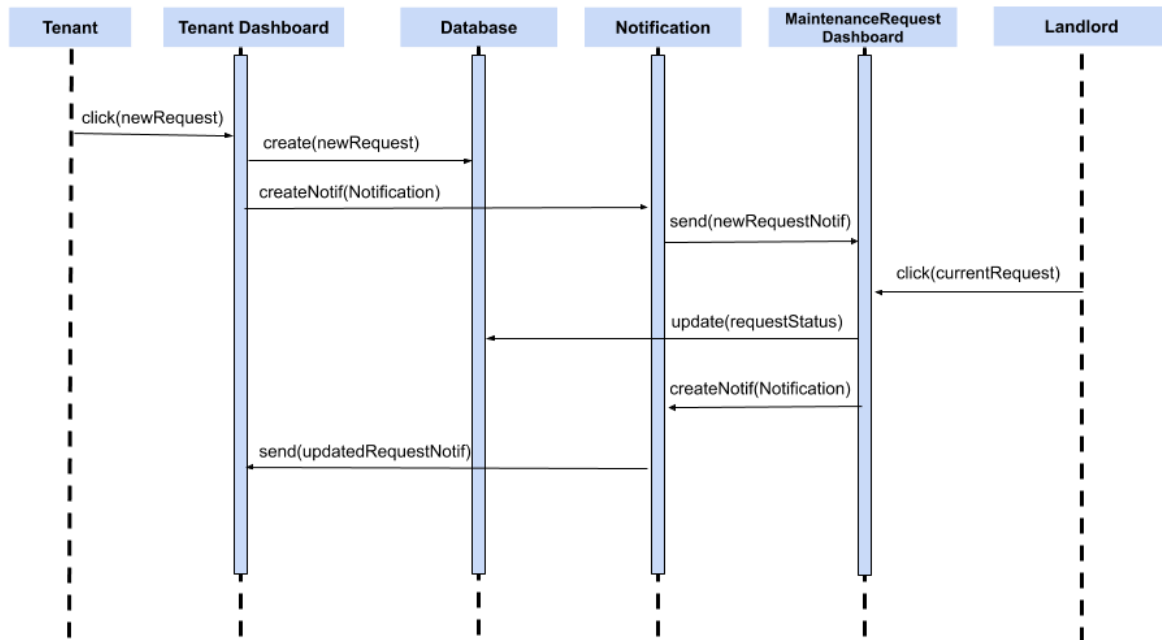 Tenant
Tenant Dashboard
Database
Notification
MaintenanceRequest
Dashboard
Landlord
click(newRequest)
create(newRequest)
createNotif(Notification)
send(newRequestNotif)
click(currentRequest)
update(requestStatus)
createNotif(Notification)
send(updatedRequestNotif)